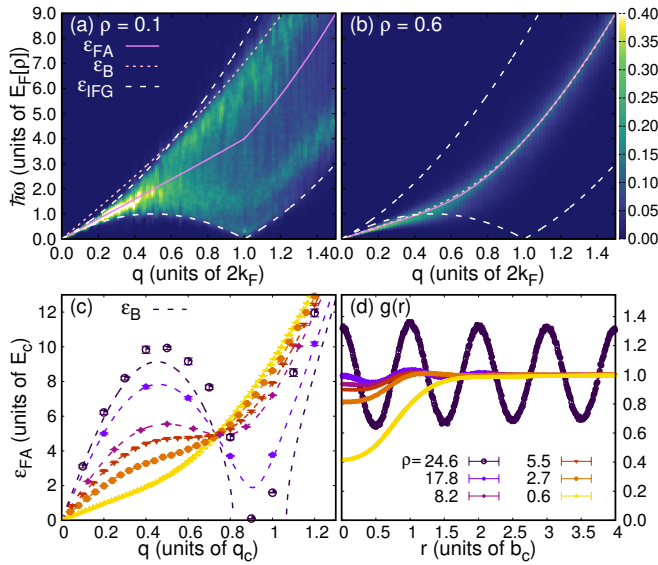 (a) ρ = 0.1
ε_FA
ε_B
ε_IFG
ħω (units of E_F[ρ])
9.0
8.0
7.0
6.0
5.0
4.0
3.0
2.0
1.0
0.0
0.0 0.2 0.4 0.6 0.8 1.0 1.2 1.40
q (units of 2k_F)
(b) ρ = 0.6
0.0 0.2 0.4 0.6 0.8 1.0 1.2 1.4
q (units of 2k_F)
0.40
0.35
0.30
0.25
0.20
0.15
0.10
0.05
0.00
(c) ε_B
ε_FA (units of E_c)
12
10
8
6
4
2
0
0.0 0.2 0.4 0.6 0.8 1.0 1.2
q (units of q_c)
(d) g(r)
ρ=24.6 5.5
17.8 2.7
8.2 0.6
1.4
1.2
1.0
0.8
0.6
0.4
0.2
0.0
0.0 0.5 1 1.5 2 2.5 3 3.5 4
r (units of b_c)